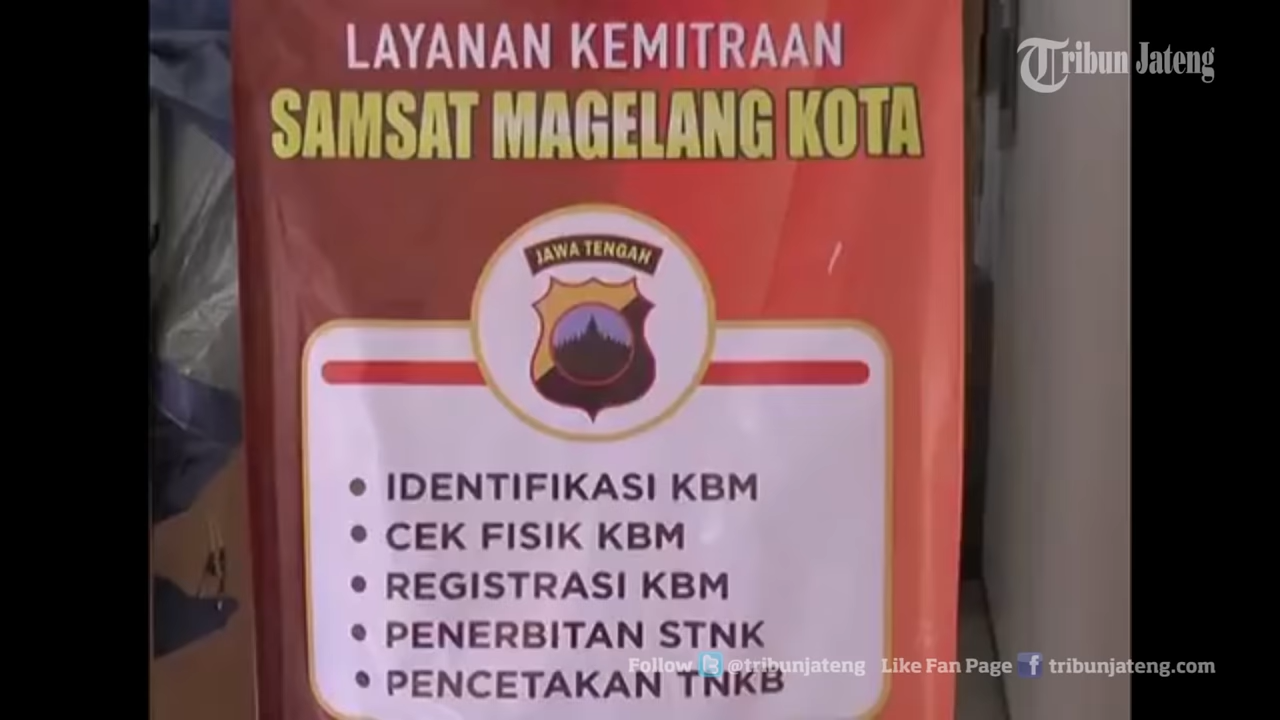 LAYANAN KEMITRAAN
Tribun Jateng
SAMSAT MAGELANG KOTA
JAWA TENGAH
• IDENTIFIKASI KBM
• CEK FISIK KBM
• REGISTRASI KBM
• PENERBITAN STNK
• PENCETAKAN TNKB
Follow @tribunjateng Like Fan Page tribunjateng.com